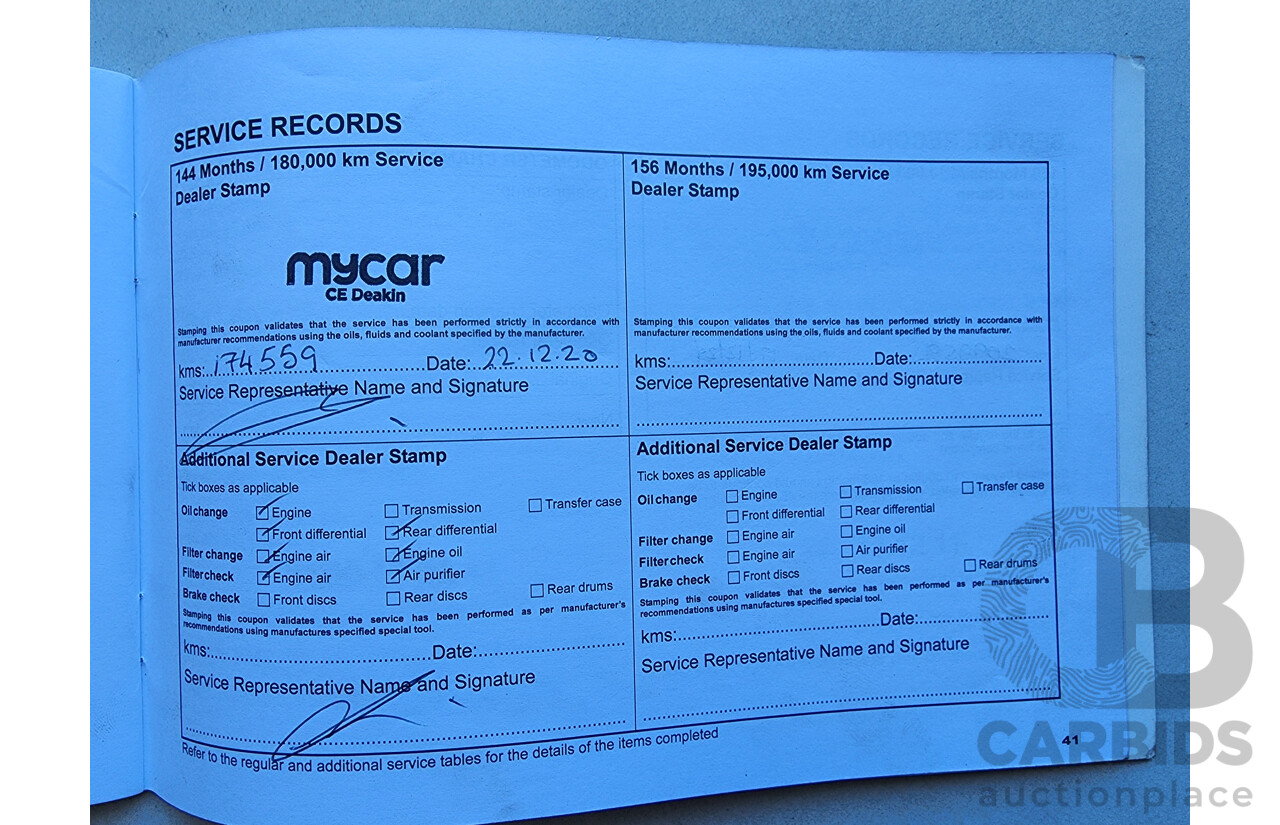 SERVICE RECORDS
144 Months / 180,000 km Service
Dealer Stamp
mycar
CE Deakin
Stamping this coupon validates that the service has been performed strictly in accordance with
manufacturer recommendations using the oils, fluids and coolant specified by the manufacturer.
kms: 174559 Date: 22.12.20
Service Representative Name and Signature
Additional Service Dealer Stamp
Tick boxes as applicable
Oil change Engine Transmission Transfer case
Front differential Rear differential
Filter change Engine air Engine oil
Filter check Engine air Air purifier
Brake check Front discs Rear discs Rear drums
Stamping this coupon validates that the service has been performed as per manufacturer's
recommendations using manufactures specified special tool.
kms: Date:
Service Representative Name and Signature
156 Months / 195,000 km Service
Dealer Stamp
Stamping this coupon validates that the service has been performed strictly in accordance with
manufacturer recommendations using the oils, fluids and coolant specified by the manufacturer.
kms: Date:
Service Representative Name and Signature
Additional Service Dealer Stamp
Tick boxes as applicable
Oil change Engine Transmission Transfer case
Front differential Rear differential
Filter change Engine air Engine oil
Filter check Engine air Air purifier
Brake check Front discs Rear discs Rear drums
Stamping this coupon validates that the service has been performed as per manufacturer's
recommendations using manufactures specified special tool.
kms: Date:
Service Representative Name and Signature
Refer to the regular and additional service tables for the details of the items completed
41
CB
CARBIDS
auctionplace